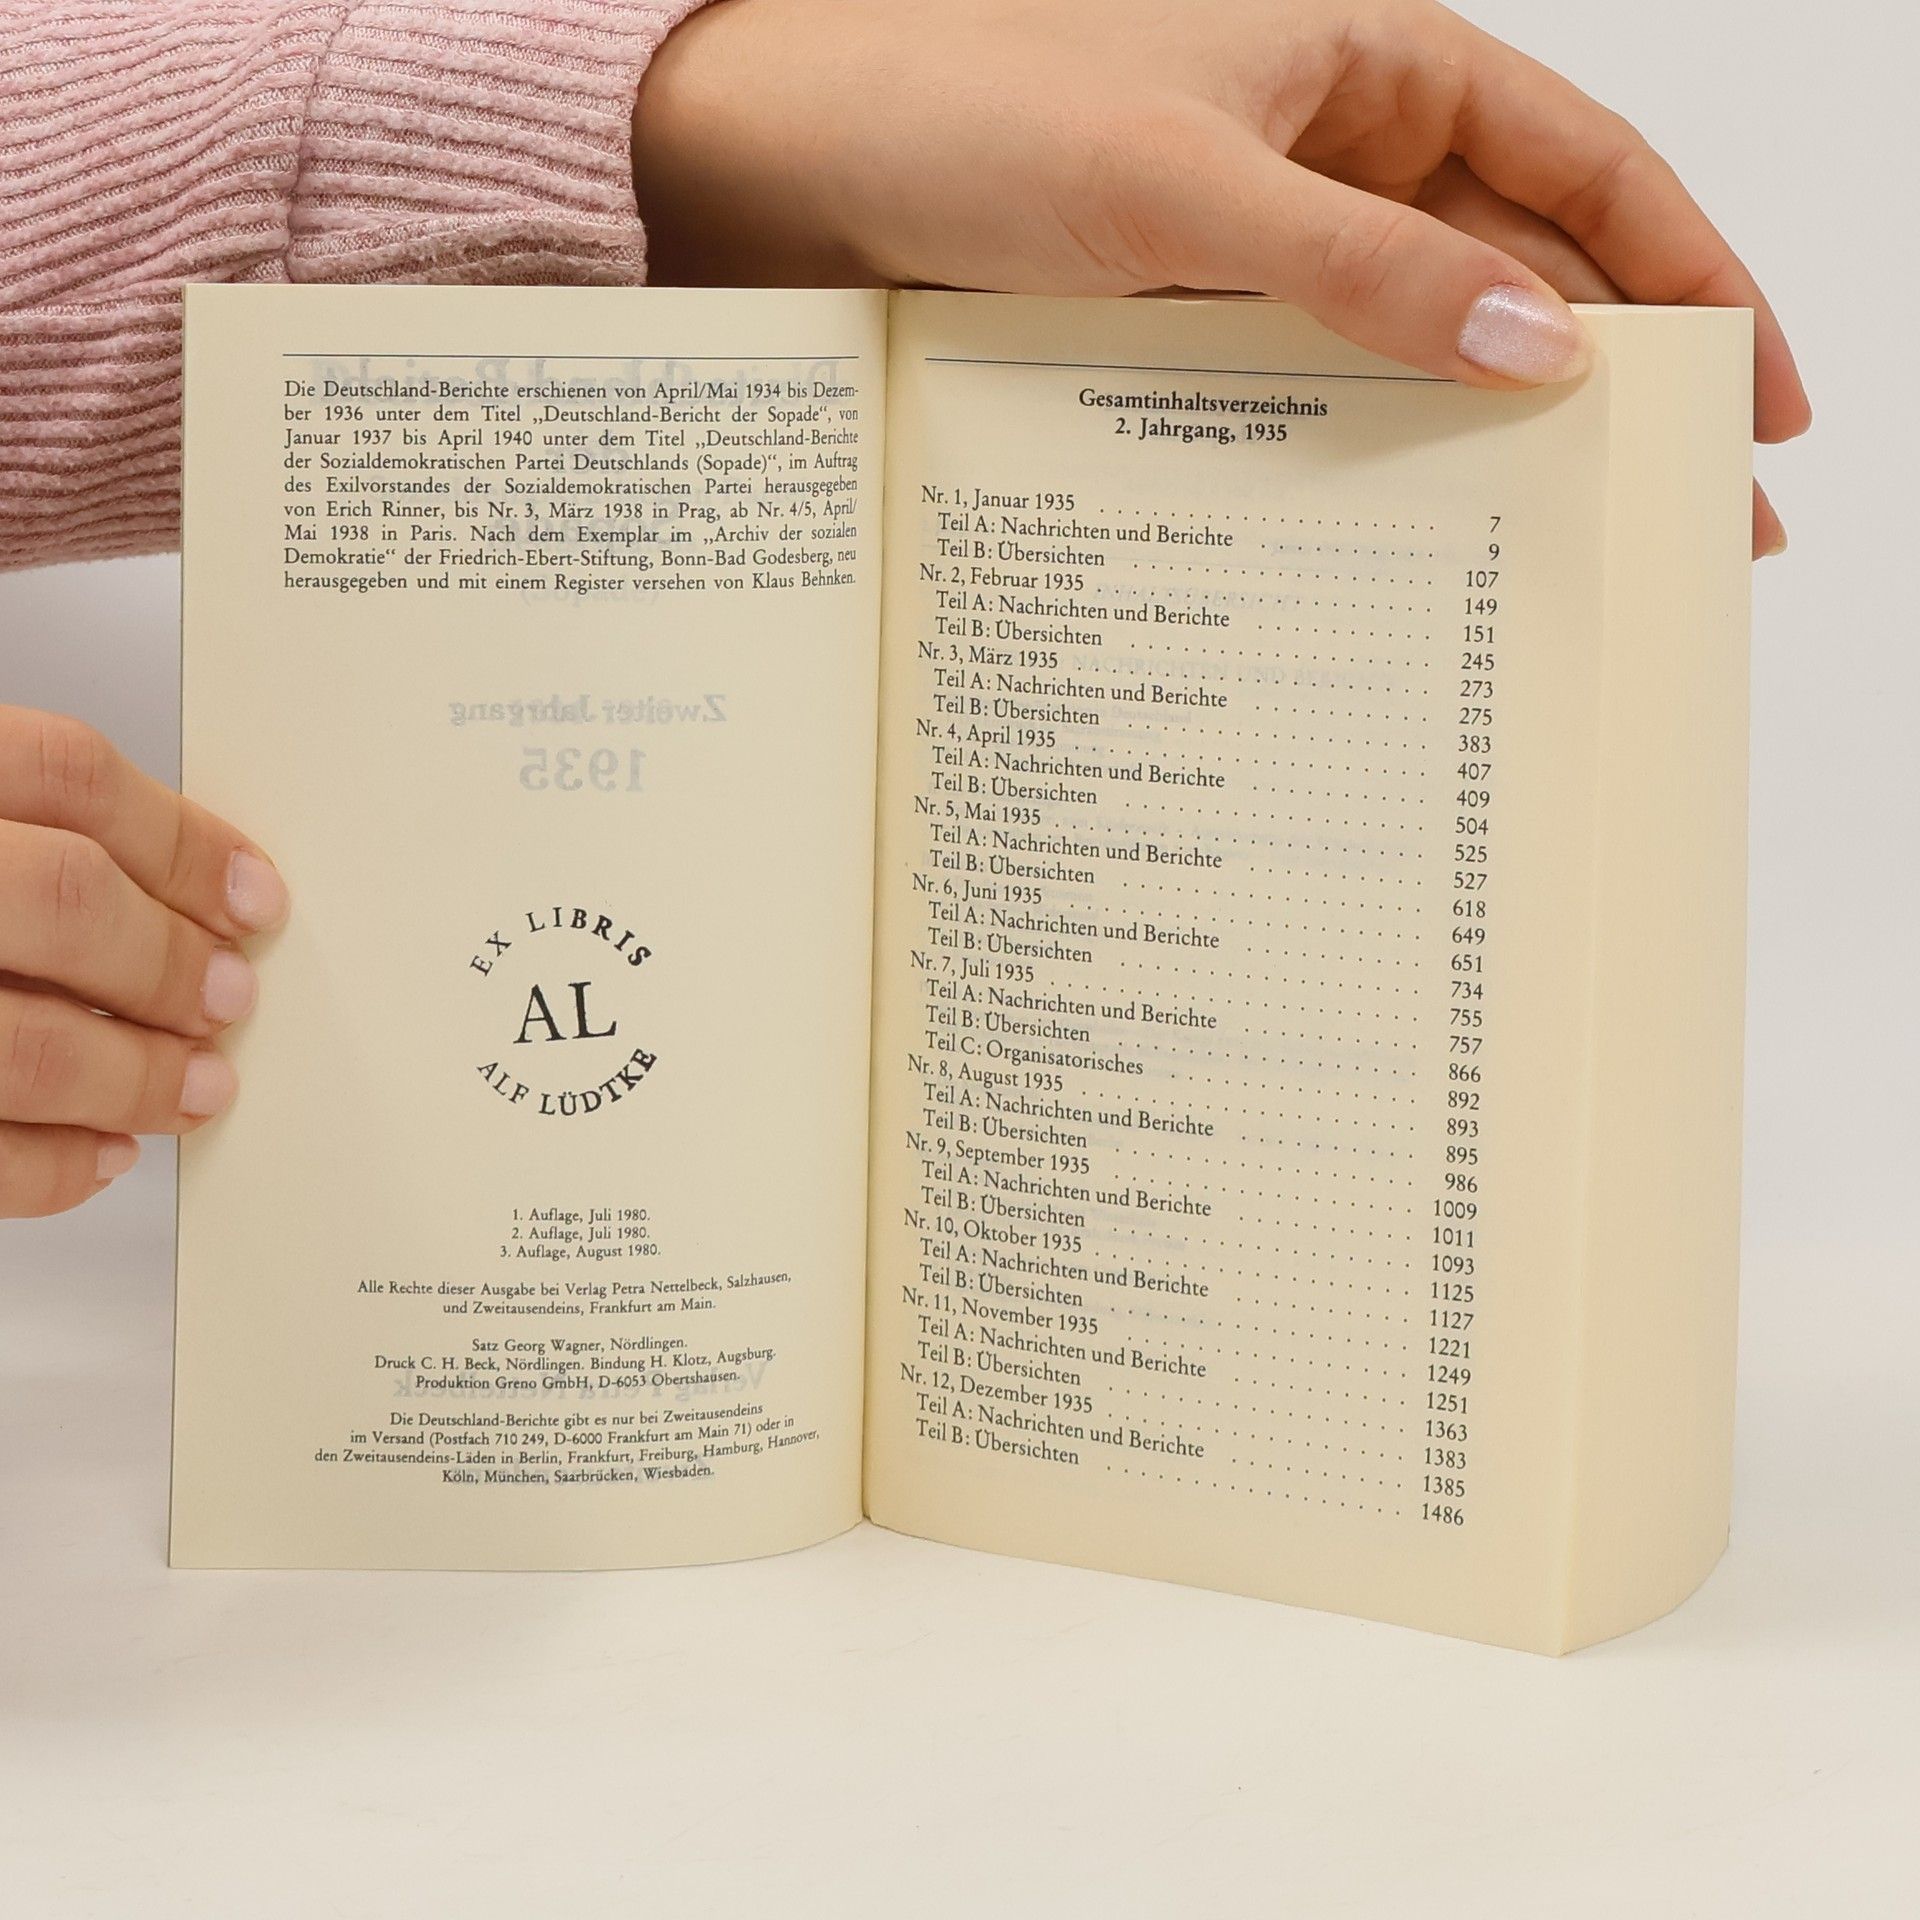 Die Deutschland-Berichte erschienen von April/Mai 1934 bis Dezem-
ber 1936 unter dem Titel „Deutschland-Bericht der Sopade“, von
Januar 1937 bis April 1940 unter dem Titel „Deutschland-Berichte
der Sozialdemokratischen Partei Deutschlands (Sopade)“, im Auftrag
des Exilvorstandes der Sozialdemokratischen Partei herausgegeben
von Erich Rinner, bis Nr. 3, März 1938 in Prag, ab Nr. 4/5, April/
Mai 1938 in Paris. Nach dem Exemplar im „Archiv der sozialen
Demokratie“ der Friedrich-Ebert-Stiftung, Bonn-Bad Godesberg, neu
herausgegeben und mit einem Register versehen von Klaus Behnken.
EX LIBRIS
AL
ALF LÜDTKE
1. Auflage, Juli 1980.
2. Auflage, Juli 1980.
3. Auflage, August 1980.
Alle Rechte dieser Ausgabe bei Verlag Petra Nettelbeck, Salzhausen,
und Zweitausendeins, Frankfurt am Main.
Satz Georg Wagner, Nördlingen.
Druck C. H. Beck, Nördlingen. Bindung H. Klotz, Augsburg.
Produktion Greno GmbH, D-6053 Obertshausen.
Die Deutschland-Berichte gibt es nur bei Zweitausendeins
im Versand (Postfach 710 249, D-6000 Frankfurt am Main 71) oder in
den Zweitausendeins-Läden in Berlin, Frankfurt, Freiburg, Hamburg, Hannover,
Köln, München, Saarbrücken, Wiesbaden.
Gesamtinhaltsverzeichnis
2. Jahrgang, 1935
Nr. 1, Januar 1935 . . . . . 7
Teil A: Nachrichten und Berichte . . . . . 9
Teil B: Übersichten . . . . . 107
Nr. 2, Februar 1935 . . . . . 149
Teil A: Nachrichten und Berichte . . . . . 151
Teil B: Übersichten . . . . . 245
Nr. 3, März 1935 . . . . . 273
Teil A: Nachrichten und Berichte . . . . . 275
Teil B: Übersichten . . . . . 383
Nr. 4, April 1935 . . . . . 407
Teil A: Nachrichten und Berichte . . . . . 409
Teil B: Übersichten . . . . . 504
Nr. 5, Mai 1935 . . . . . 525
Teil A: Nachrichten und Berichte . . . . . 527
Teil B: Übersichten . . . . . 618
Nr. 6, Juni 1935 . . . . . 649
Teil A: Nachrichten und Berichte . . . . . 651
Teil B: Übersichten . . . . . 734
Nr. 7, Juli 1935 . . . . . 755
Teil A: Nachrichten und Berichte . . . . . 757
Teil B: Übersichten . . . . . 866
Teil C: Organisatorisches . . . . . 892
Nr. 8, August 1935 . . . . . 893
Teil A: Nachrichten und Berichte . . . . . 895
Teil B: Übersichten . . . . . 986
Nr. 9, September 1935 . . . . . 1009
Teil A: Nachrichten und Berichte . . . . . 1011
Teil B: Übersichten . . . . . 1093
Nr. 10, Oktober 1935 . . . . . 1125
Teil A: Nachrichten und Berichte . . . . . 1127
Teil B: Übersichten . . . . . 1221
Nr. 11, November 1935 . . . . . 1249
Teil A: Nachrichten und Berichte . . . . . 1251
Teil B: Übersichten . . . . . 1363
Nr. 12, Dezember 1935 . . . . . 1383
Teil A: Nachrichten und Berichte . . . . . 1385
Teil B: Übersichten . . . . . 1486